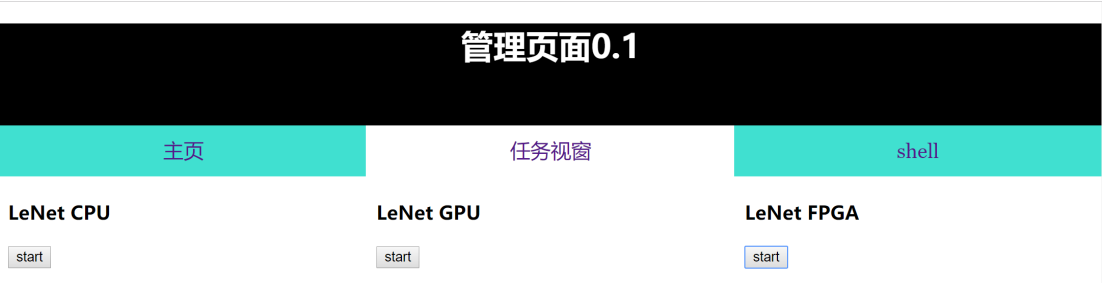 管理页面0.1
主页 任务视窗 shell
LeNet CPU LeNet GPU LeNet FPGA
start start start